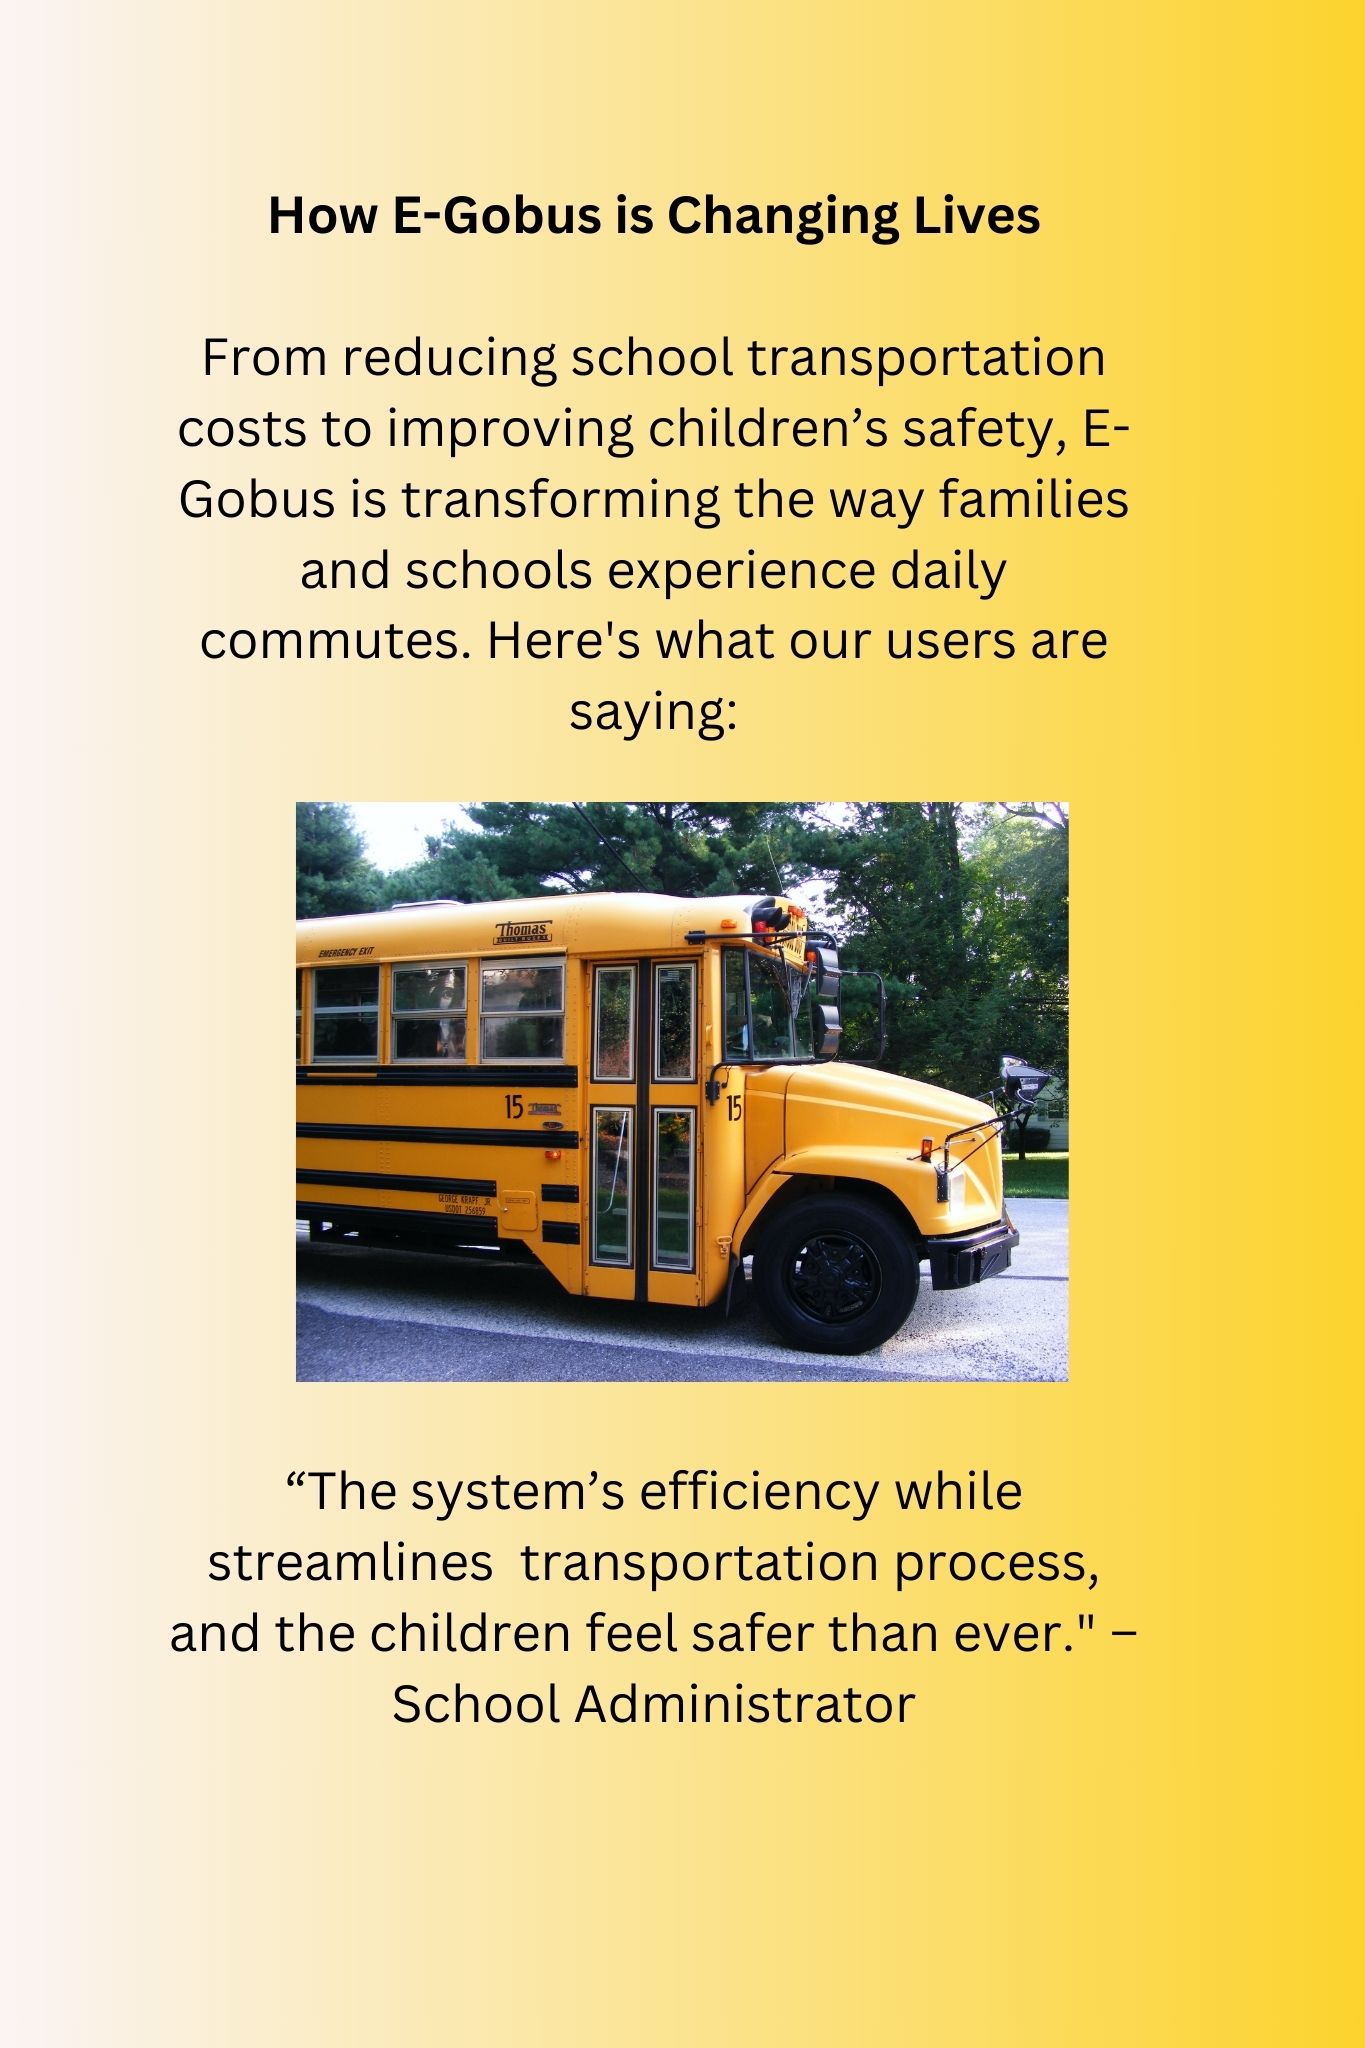 How E-Gobus is Changing Lives
From reducing school transportation
costs to improving children’s safety, E-
Gobus is transforming the way families
and schools experience daily
commutes. Here's what our users are
saying:
Thomas
EMERGENCY EXIT
15
15
GEORGE KRAPF JR
USDOT 256859
“The system’s efficiency while
streamlines  transportation process,
and the children feel safer than ever." –
School Administrator